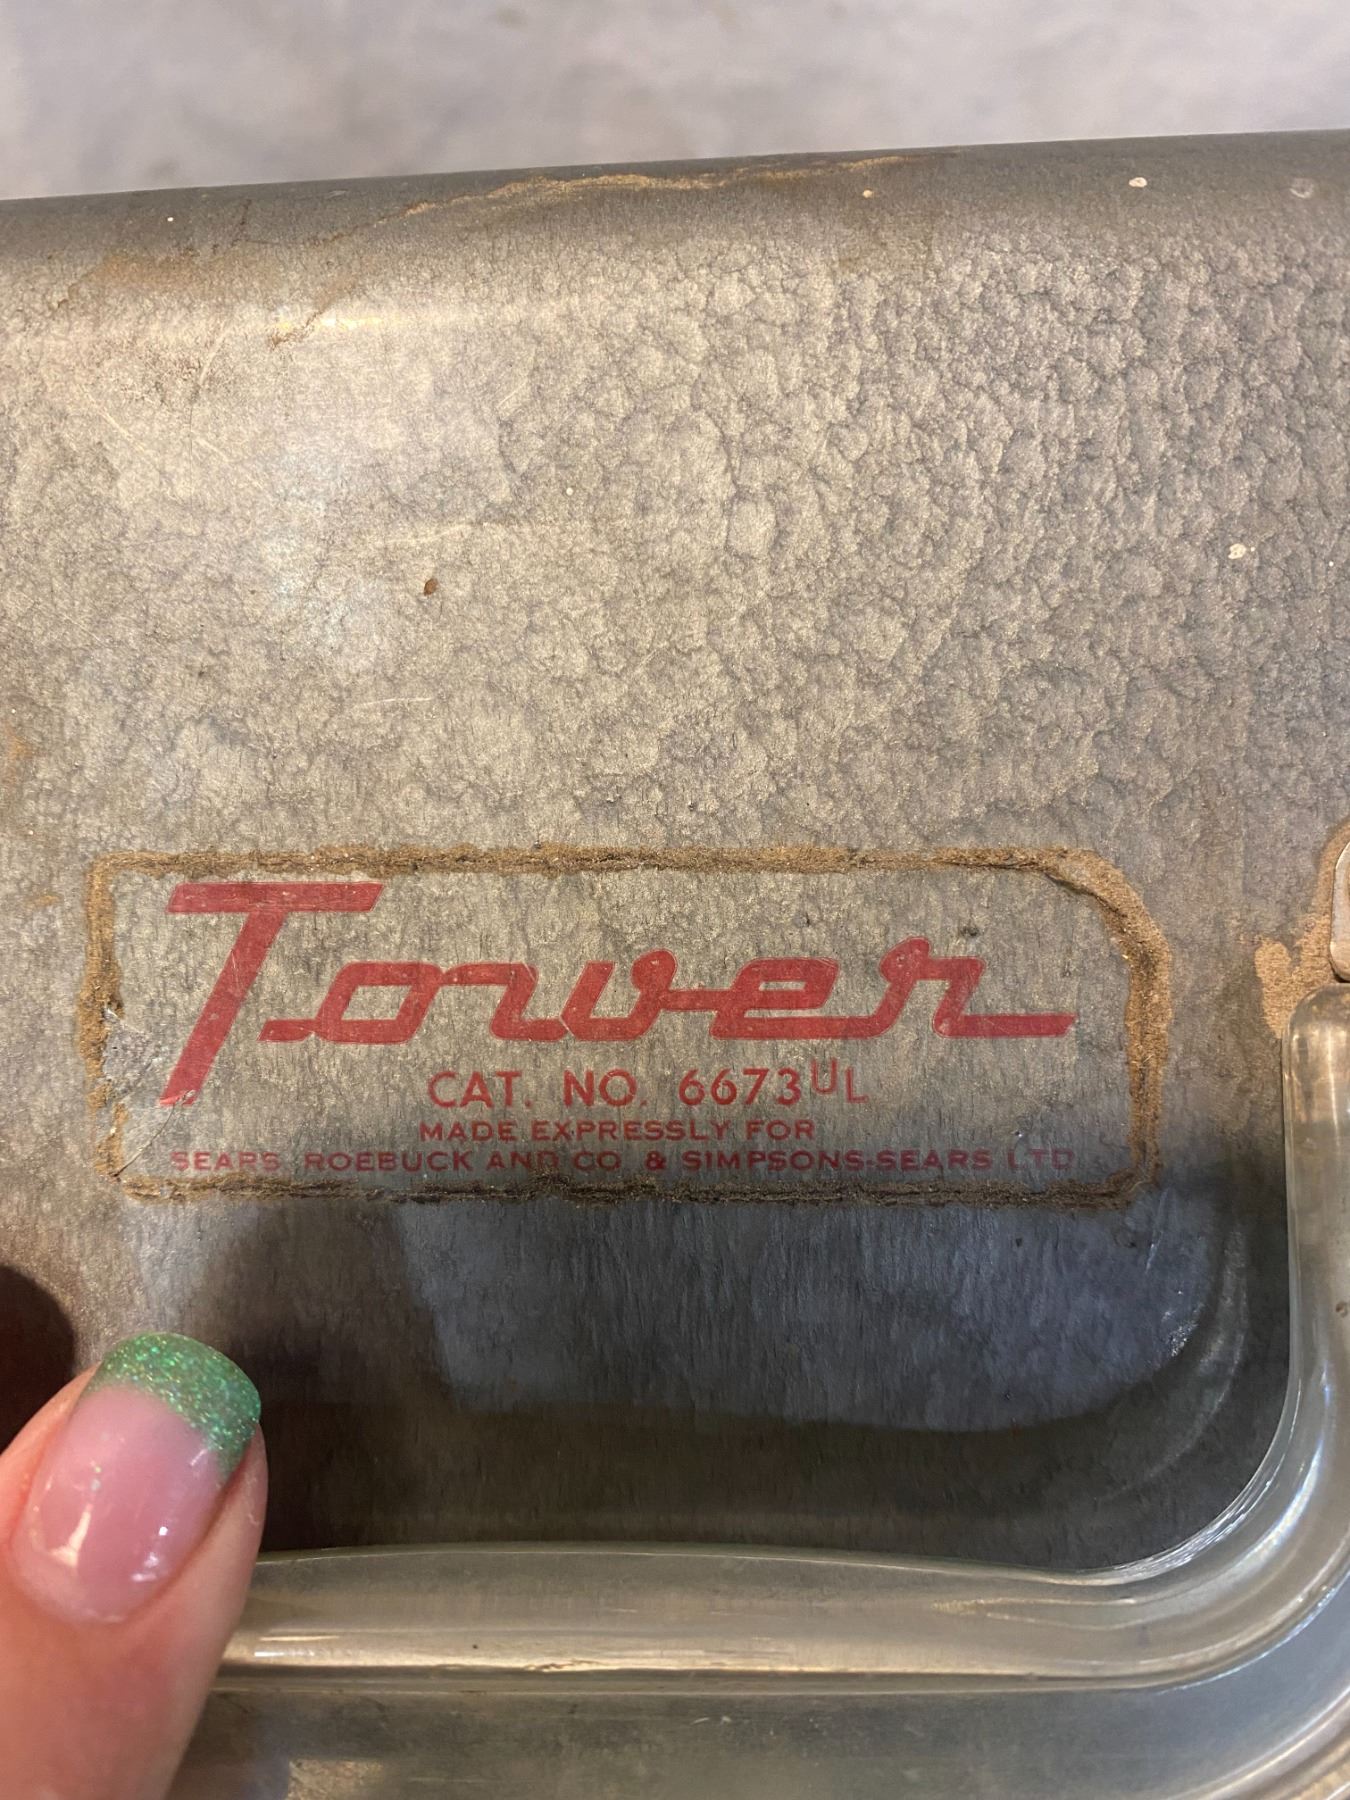 Tower
CAT. NO. 6673UL
MADE EXPRESSLY FOR
SEARS, ROEBUCK AND CO. & SIMPSONS-SEARS LTD.